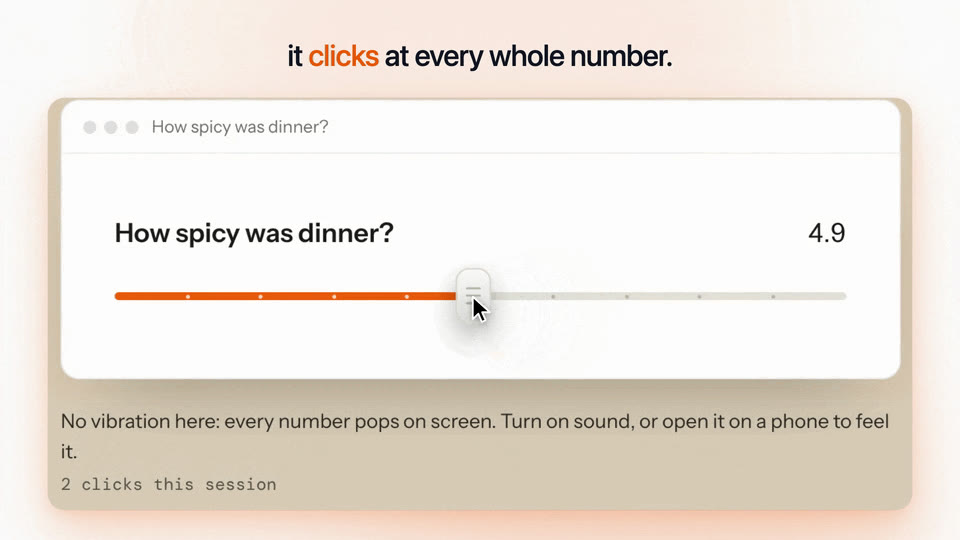 it clicks at every whole number.
How spicy was dinner?
How spicy was dinner?
4.9
No vibration here: every number pops on screen. Turn on sound, or open it on a phone to feel
it.
2 clicks this session